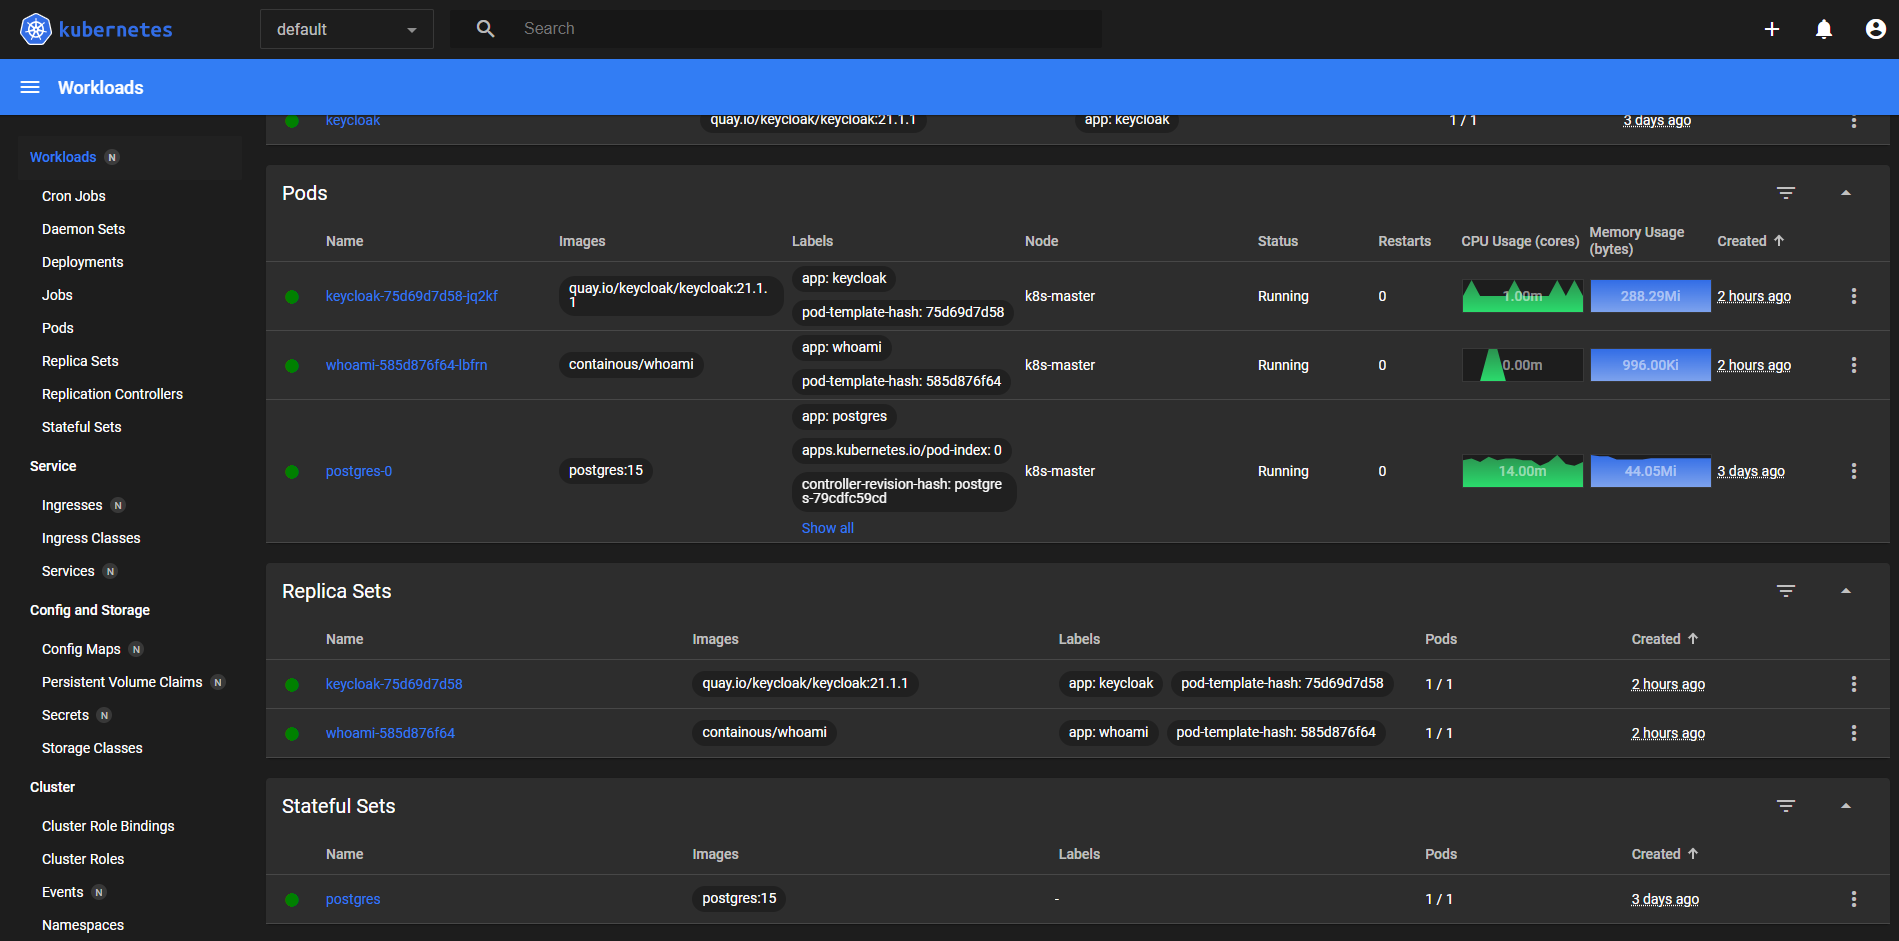 kubernetes
default
Search
Workloads
keycloak quay.io/keycloak/keycloak:21.1.1 app: keycloak 1 / 1 3 days ago
Workloads N
Cron Jobs
Daemon Sets
Deployments
Jobs
Pods
Replica Sets
Replication Controllers
Stateful Sets
Service
Ingresses N
Ingress Classes
Services N
Config and Storage
Config Maps N
Persistent Volume Claims N
Secrets N
Storage Classes
Cluster
Cluster Role Bindings
Cluster Roles
Events N
Namespaces
Pods
Name Images Labels Node Status Restarts CPU Usage (cores) Memory Usage (bytes) Created
keycloak-75d69d7d58-jq2kf
quay.io/keycloak/keycloak:21.1.
1
app: keycloak
pod-template-hash: 75d69d7d58
k8s-master Running 0 1.00m 288.29Mi 2 hours ago
whoami-585d876f64-lbfrn
containous/whoami
app: whoami
pod-template-hash: 585d876f64
k8s-master Running 0 0.00m 996.00Ki 2 hours ago
postgres-0
postgres:15
app: postgres
apps.kubernetes.io/pod-index: 0
controller-revision-hash: postgre
s-79cdfc59cd
Show all
k8s-master Running 0 14.00m 44.05Mi 3 days ago
Replica Sets
Name Images Labels Pods Created
keycloak-75d69d7d58 quay.io/keycloak/keycloak:21.1.1 app: keycloak pod-template-hash: 75d69d7d58 1 / 1 2 hours ago
whoami-585d876f64 containous/whoami app: whoami pod-template-hash: 585d876f64 1 / 1 2 hours ago
Stateful Sets
Name Images Labels Pods Created
postgres postgres:15 - 1 / 1 3 days ago